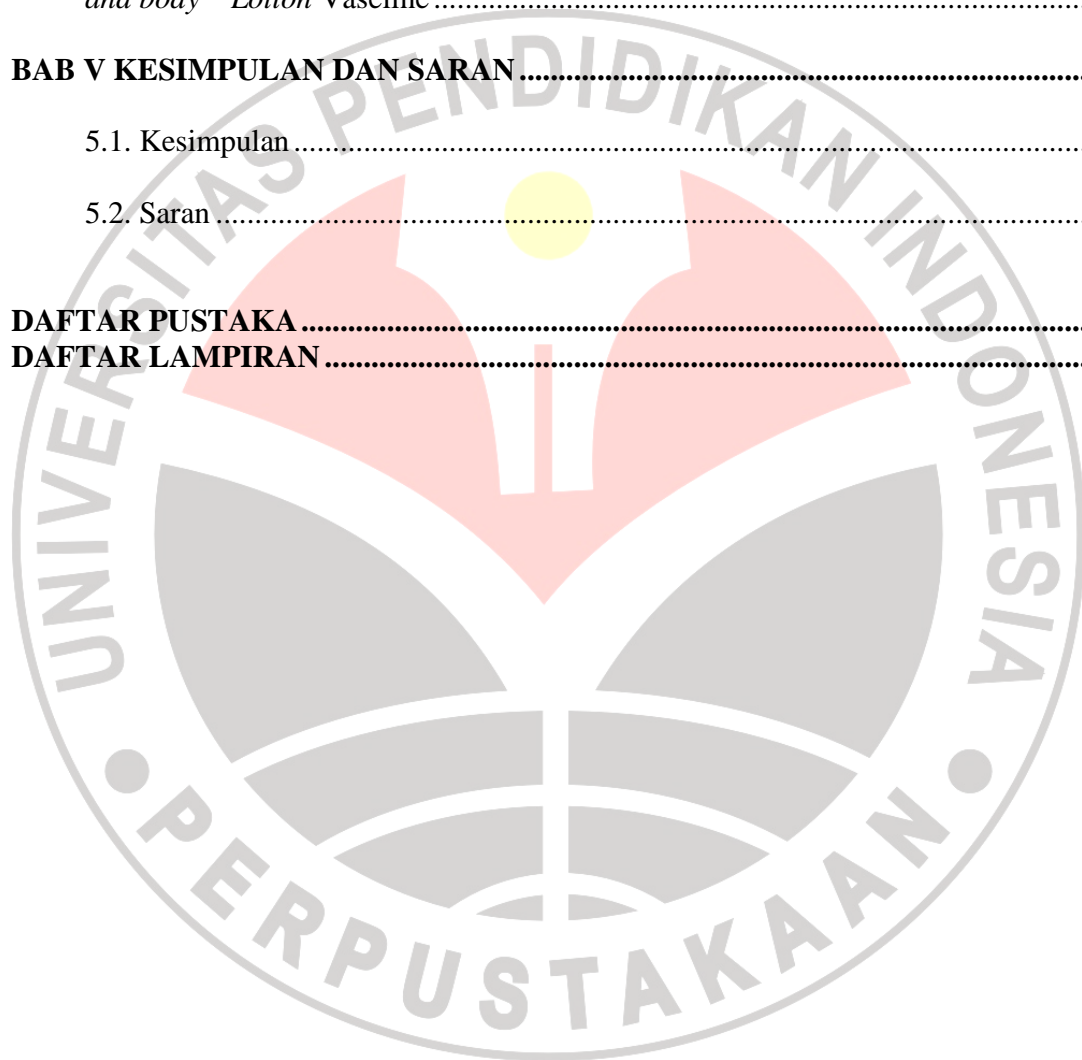 and body Lotion Vaseline ..........
BAB V KESIMPULAN DAN SARAN ..........
5.1. Kesimpulan ..........
5.2. Saran ..........
DAFTAR PUSTAKA ..........
DAFTAR LAMPIRAN ..........
UNIVERSITAS PENDIDIKAN INDONESIA
PERPUSTAKAAN